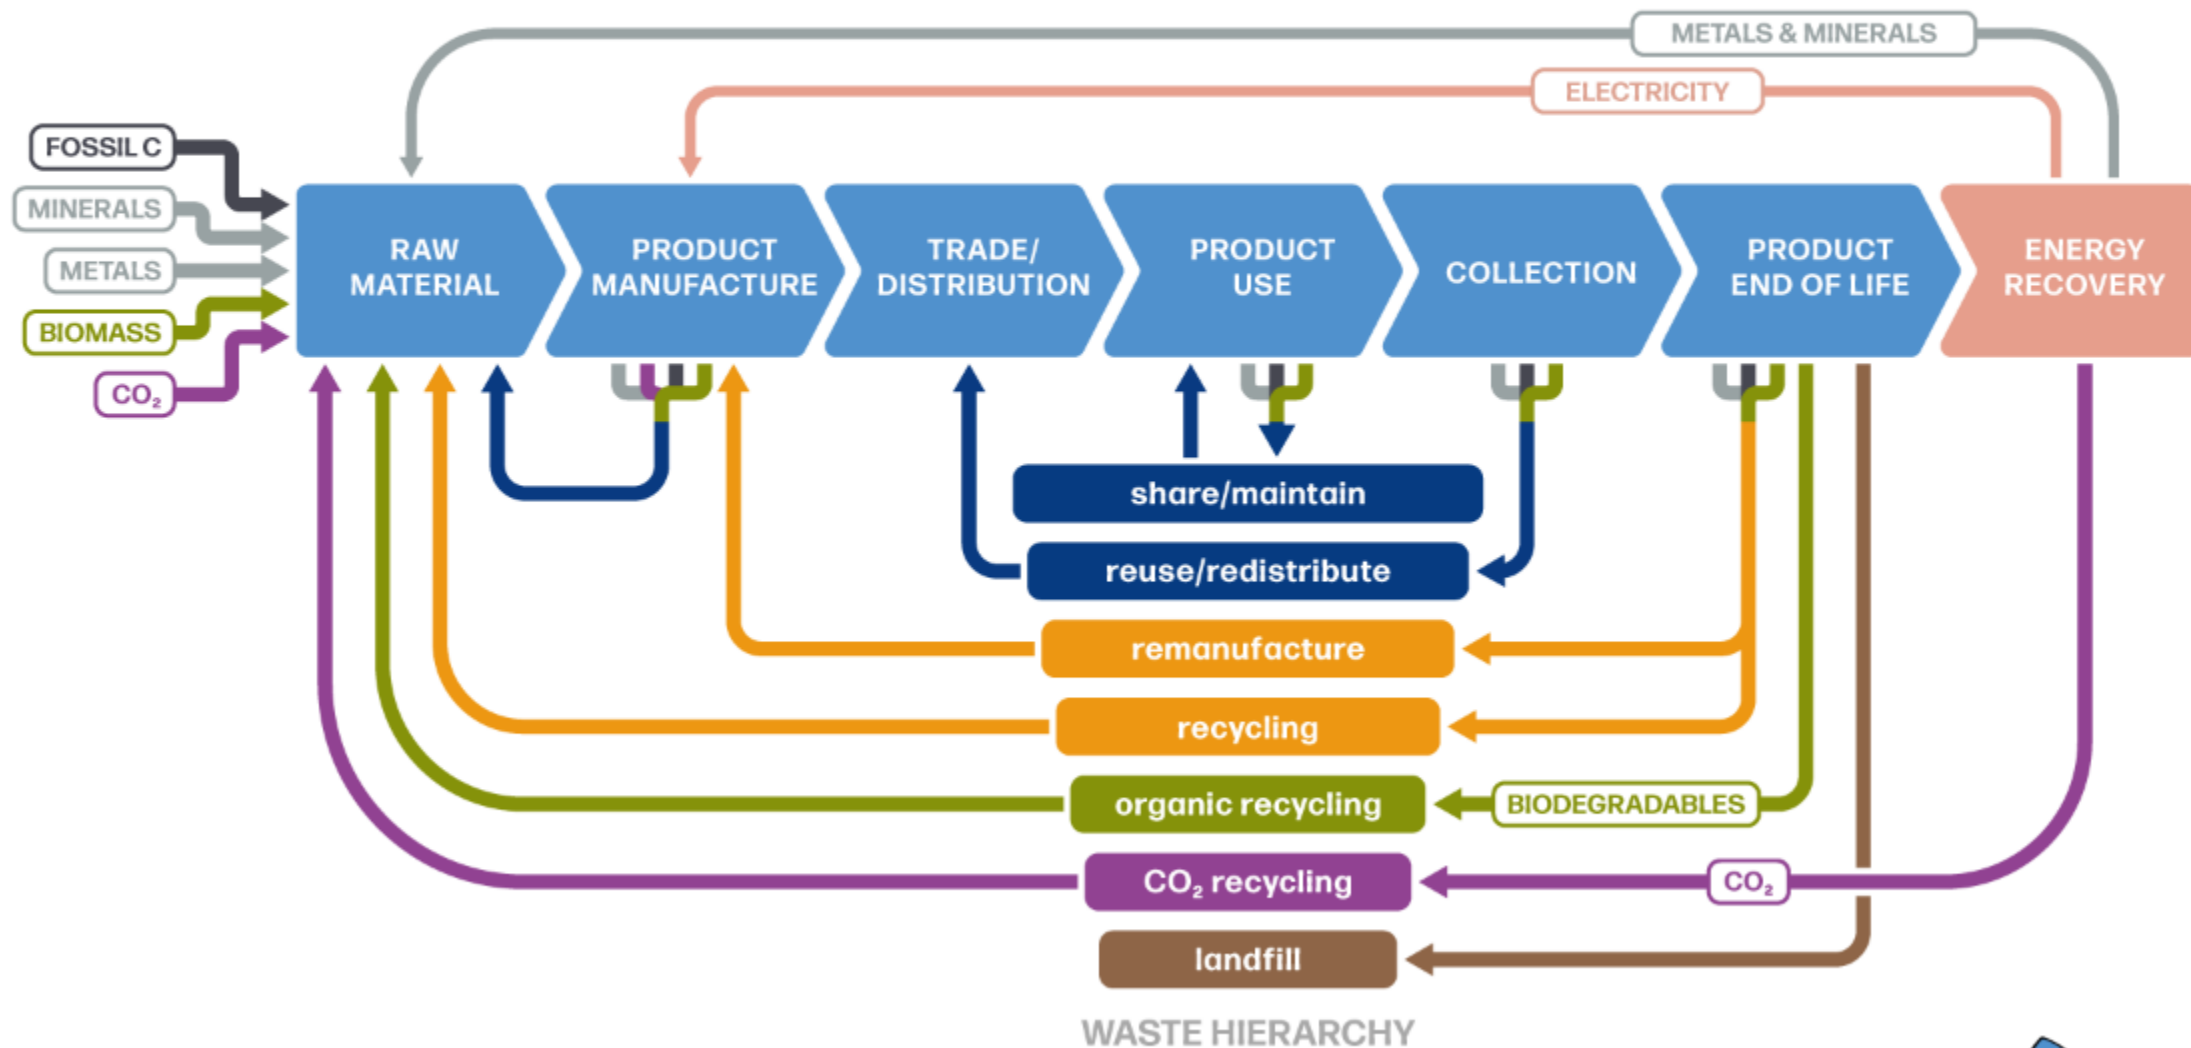 METALS & MINERALS
ELECTRICITY
FOSSIL C
MINERALS
METALS
BIOMASS
CO₂
RAW
MATERIAL
PRODUCT
MANUFACTURE
TRADE/
DISTRIBUTION
PRODUCT
USE
COLLECTION
PRODUCT
END OF LIFE
ENERGY
RECOVERY
share/maintain
reuse/redistribute
remanufacture
recycling
organic recycling
BIODEGRADABLES
CO₂ recycling
CO₂
landfill
WASTE HIERARCHY